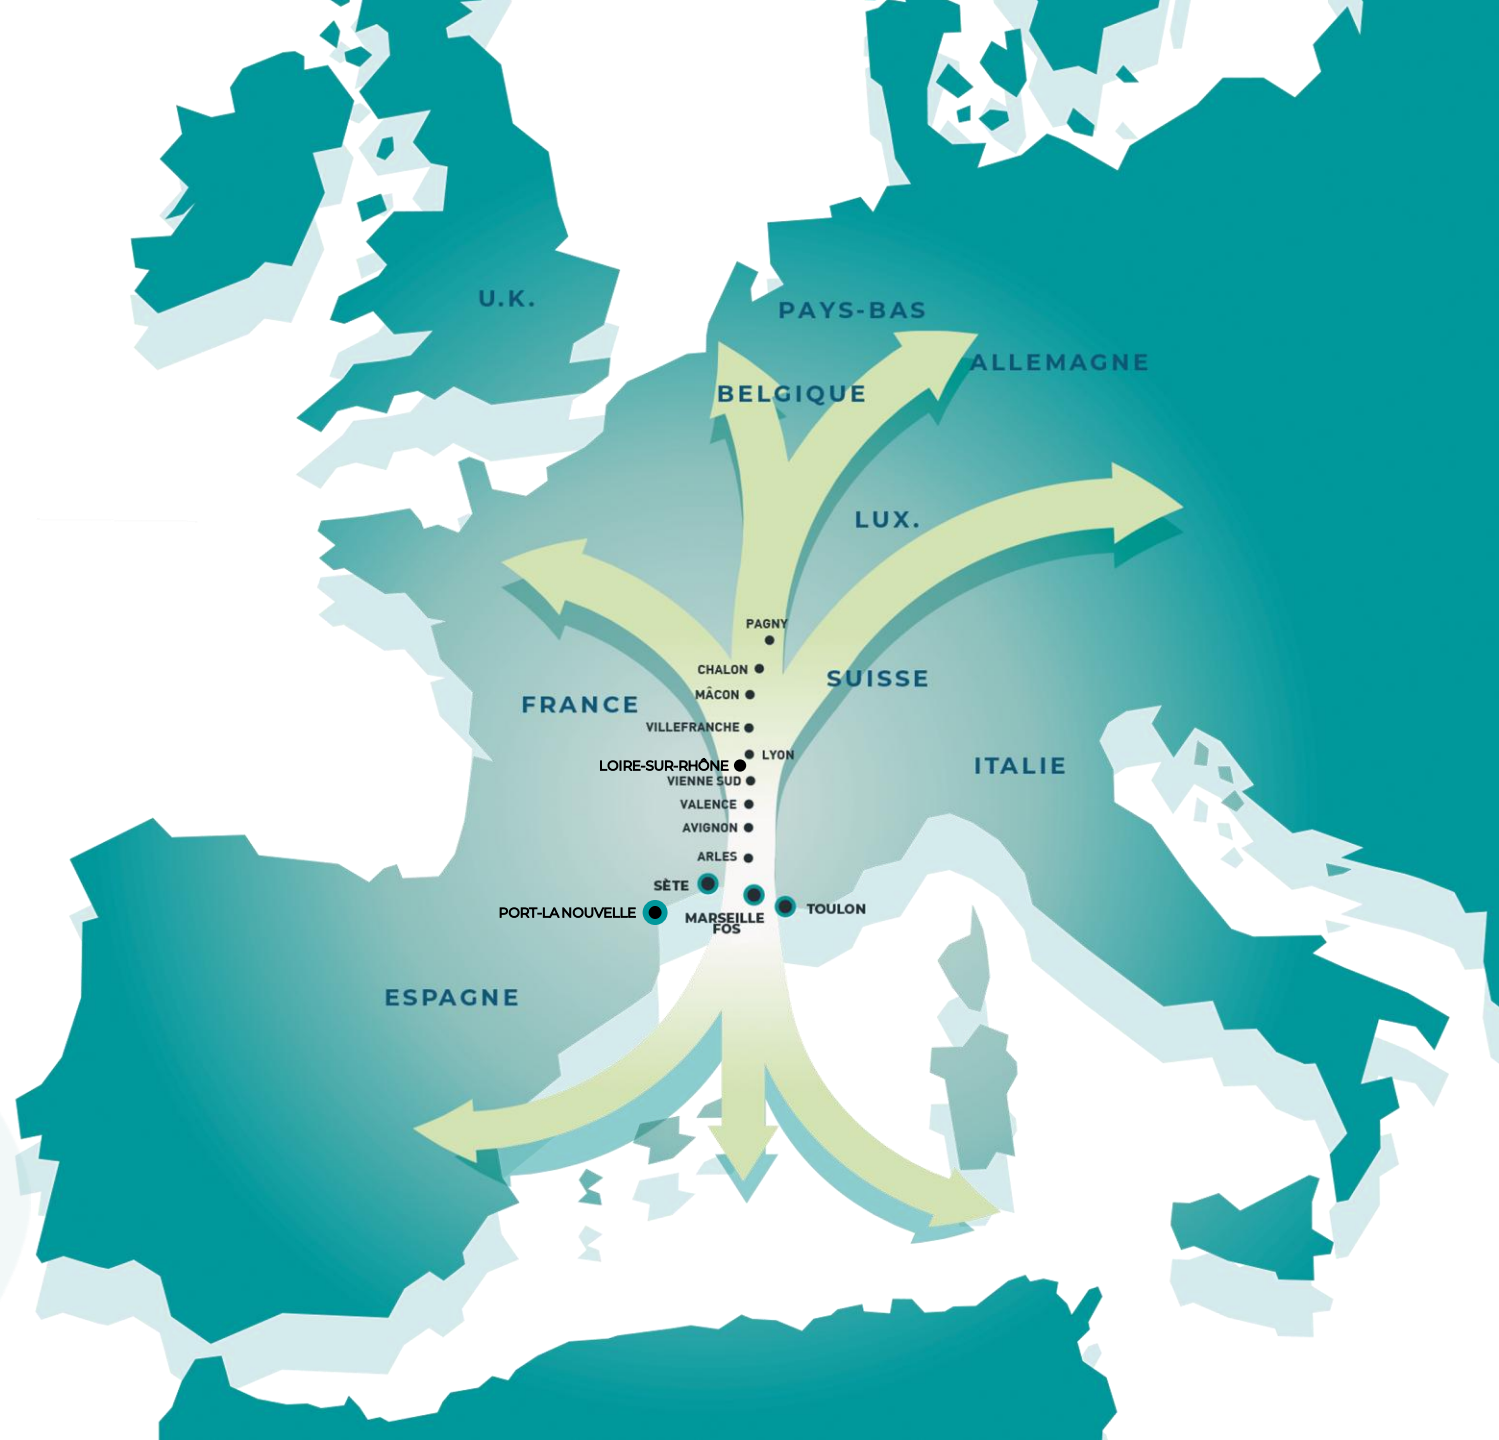 U.K.
PAYS-BAS
ALLEMAGNE
BELGIQUE
LUX.
PAGNY
CHALON
SUISSE
MÂCON
FRANCE
VILLEFRANCHE
LYON
LOIRE-SUR-RHÔNE
ITALIE
VIENNE SUD
VALENCE
AVIGNON
ARLES
SÈTE
TOULON
PORT-LA NOUVELLE
MARSEILLE
FOS
ESPAGNE